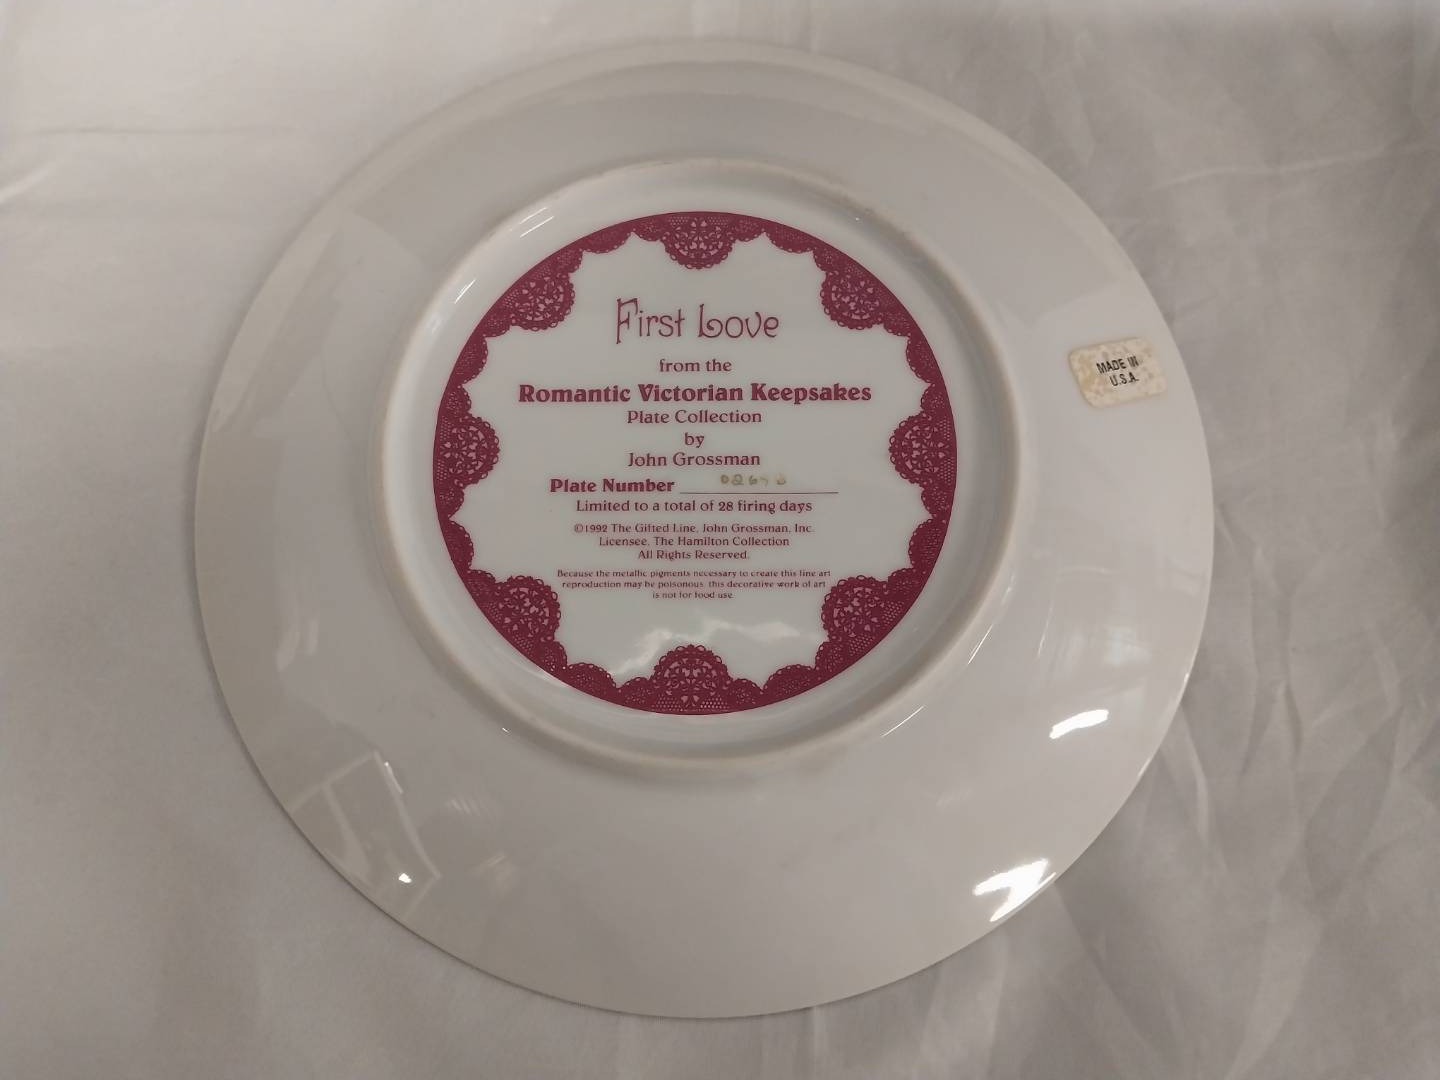 First Love
from the
Romantic Victorian Keepsakes
Plate Collection
by
John Grossman
Plate Number
Limited to a total of 28 firing days
©1992 The Gifted Line, John Grossman, Inc.
Licensee, The Hamilton Collection
All Rights Reserved.
Because the metallic pigments necessary to create this fine art
reproduction may be poisonous, this decorative work of art
is not for food use
MADE IN
U.S.A.